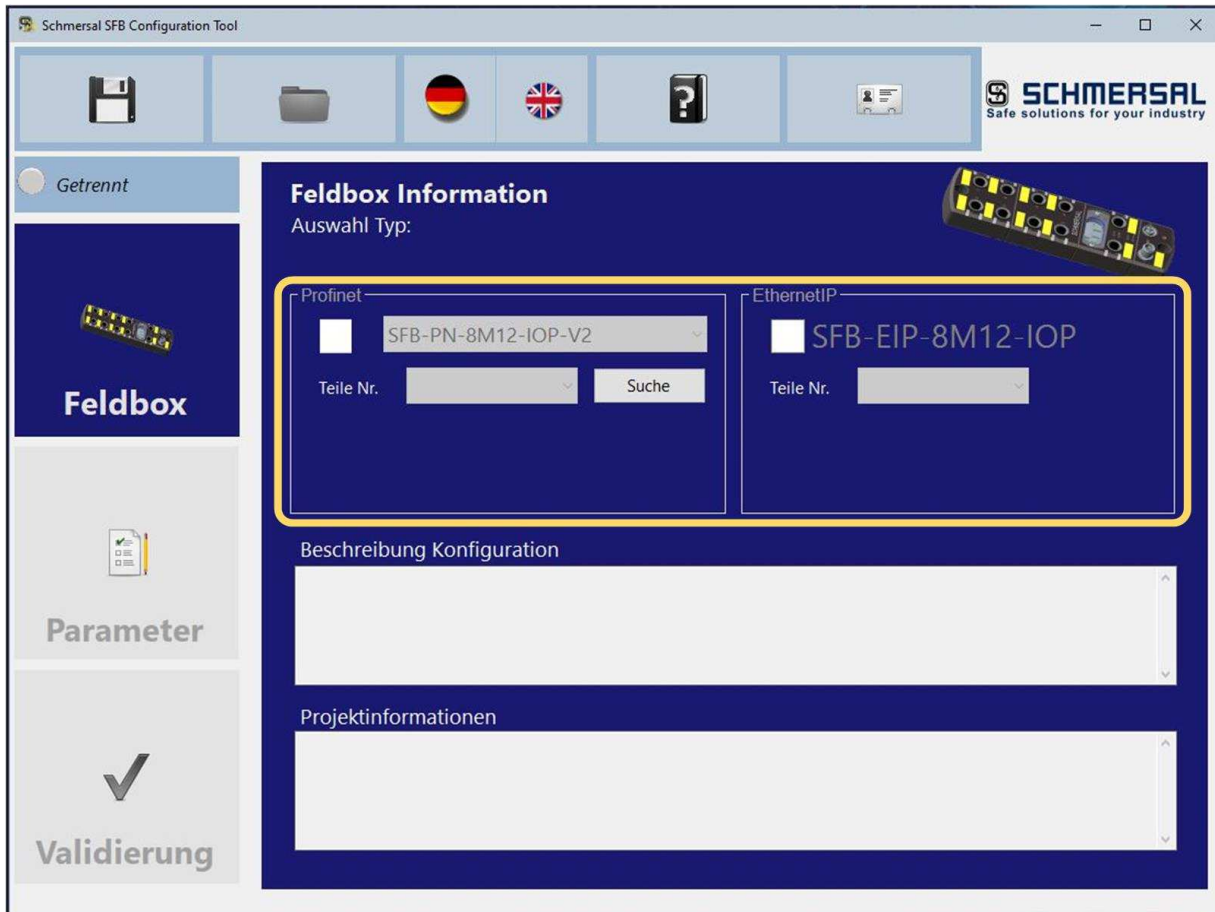 Schmersal SFB Configuration Tool
SCHMERSAL
Safe solutions for your industry
Getrennt
Feldbox Information
Auswahl Typ:
Profinet
SFB-PN-8M12-IOP-V2
Teile Nr.
Suche
EthernetIP
SFB-EIP-8M12-IOP
Teile Nr.
Feldbox
Beschreibung Konfiguration
Parameter
Projektinformationen
Validierung